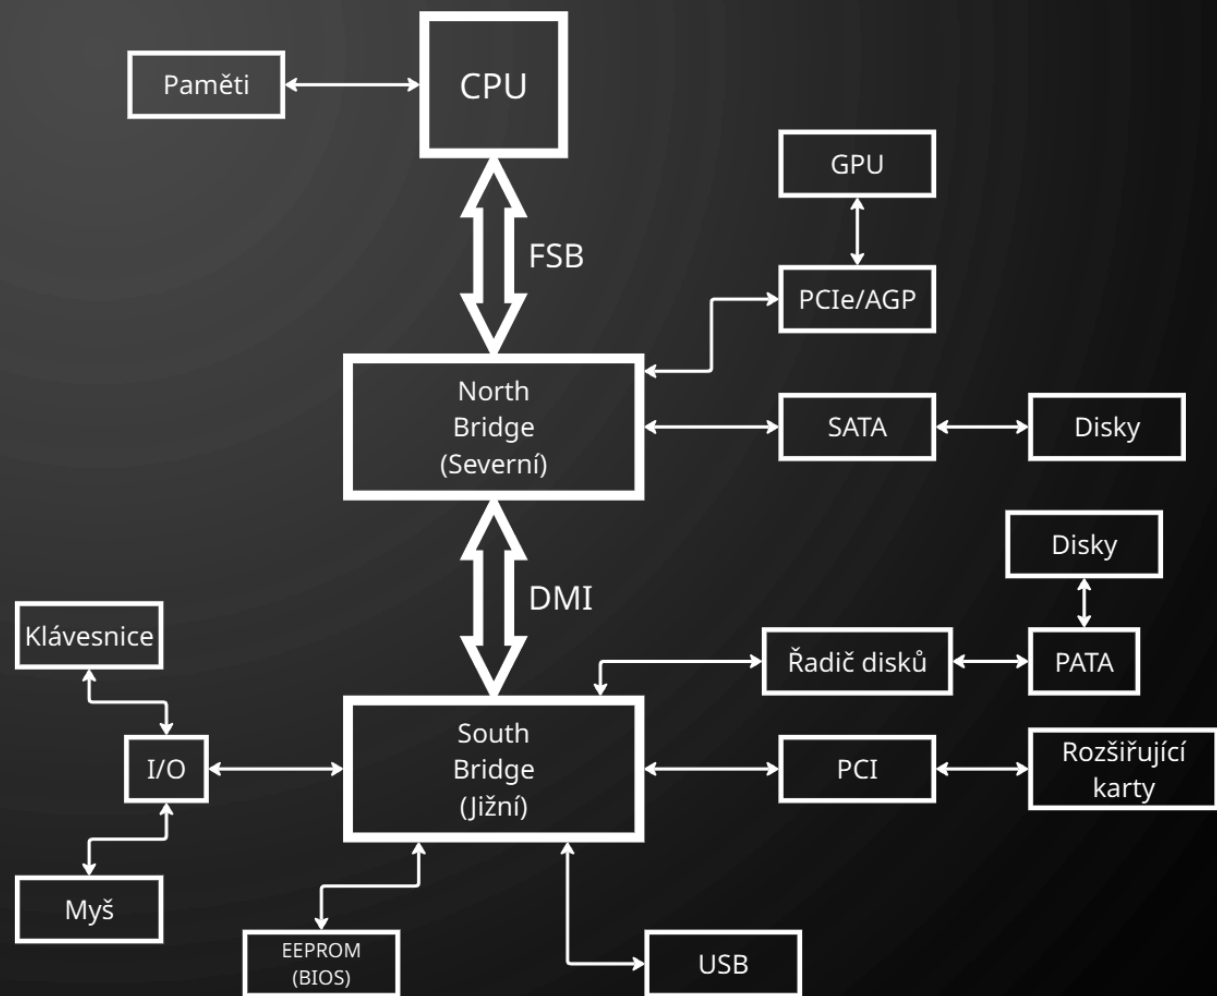 Paměti
CPU
GPU
FSB
PCIe/AGP
North
Bridge
(Severní)
SATA
Disky
Disky
DMI
Klávesnice
Řadič disků
PATA
South
Bridge
(Jižní)
I/O
PCI
Rozšiřující
karty
Myš
EEPROM
(BIOS)
USB